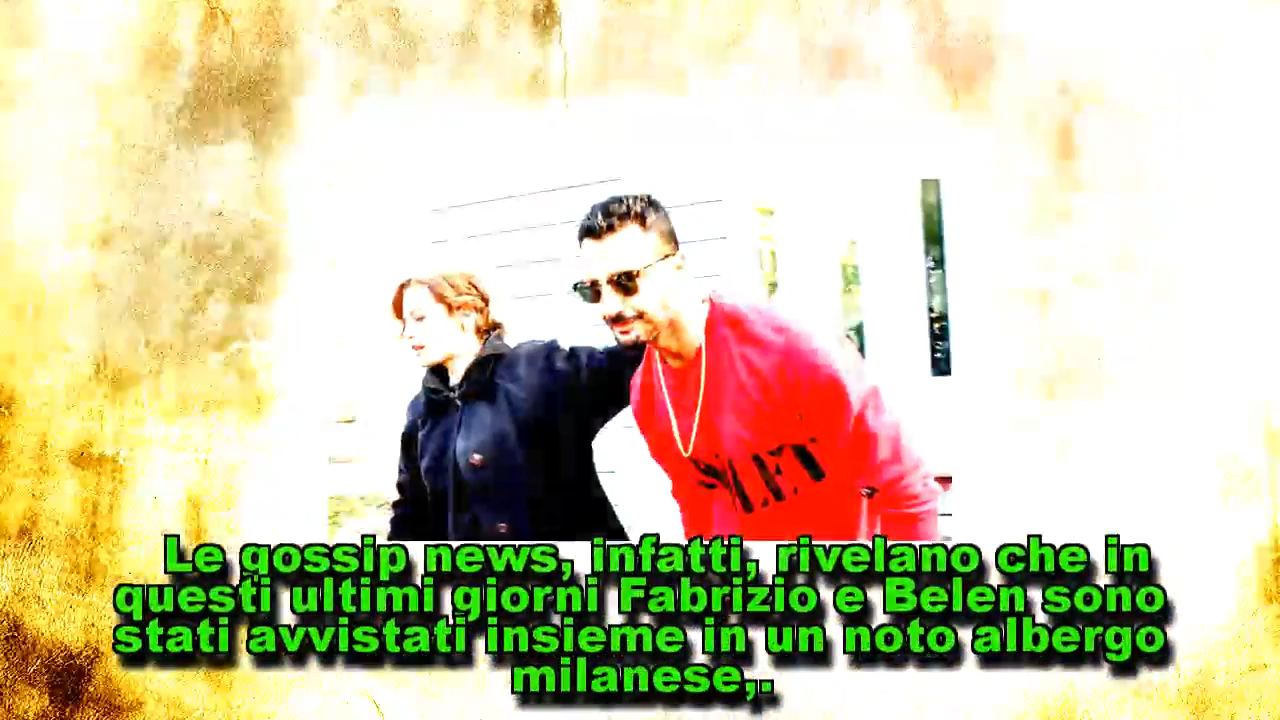 Le gossip news, infatti, rivelano che in
questi ultimi giorni Fabrizio e Belen sono
stati avvistati insieme in un noto albergo
milanese,.